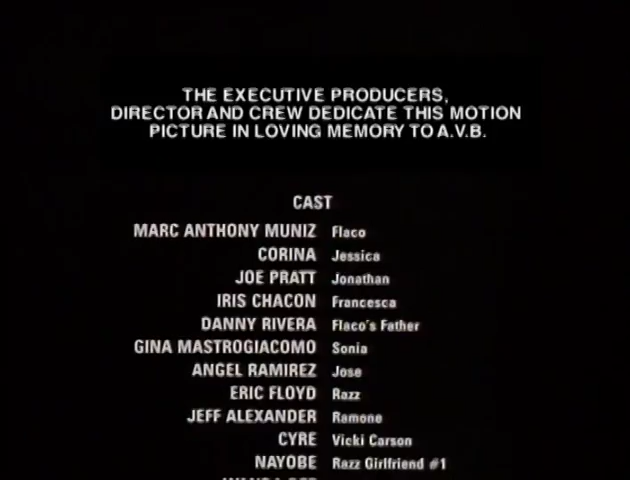 THE EXECUTIVE PRODUCERS,
DIRECTOR AND CREW DEDICATE THIS MOTION
PICTURE IN LOVING MEMORY TO A.V.B.
CAST
MARC ANTHONY MUNIZ Flaco
CORINA Jessica
JOE PRATT Jonathan
IRIS CHACON Francesca
DANNY RIVERA Flaco's Father
GINA MASTROGIACOMO Sonia
ANGEL RAMIREZ Jose
ERIC FLOYD Razz
JEFF ALEXANDER Ramone
CYRE Vicki Carson
NAYOBE Razz Girlfriend #1